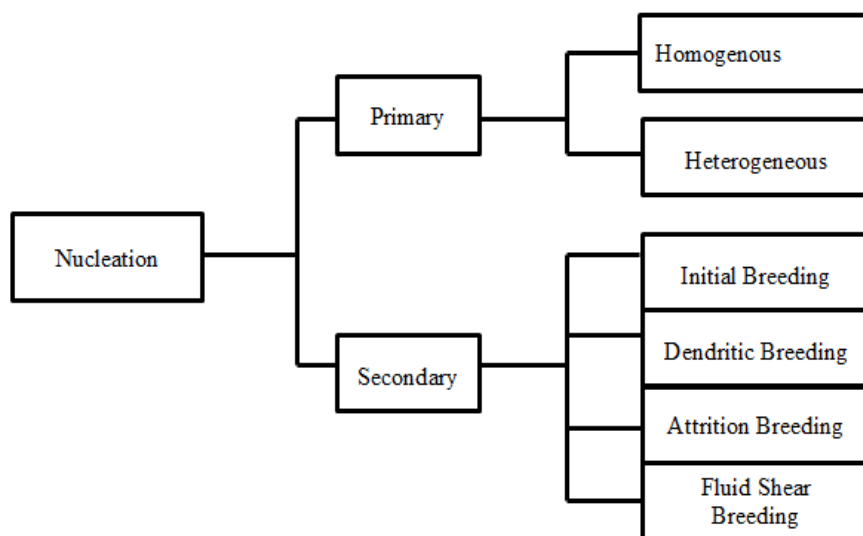 Nucleation
Primary
Homogenous
Heterogeneous
Secondary
Initial Breeding
Dendritic Breeding
Attrition Breeding
Fluid Shear
Breeding